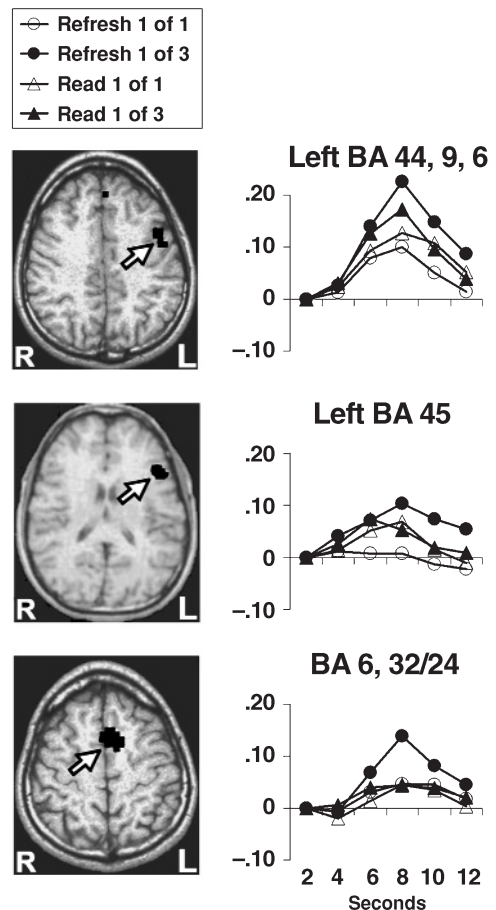 Refresh 1 of 1
Refresh 1 of 3
Read 1 of 1
Read 1 of 3
Left BA 44, 9, 6
.20
.10
0
–.10
R L
Left BA 45
.20
.10
0
–.10
R L
BA 6, 32/24
.20
.10
0
–.10
R L
2 4 6 8 10 12
Seconds